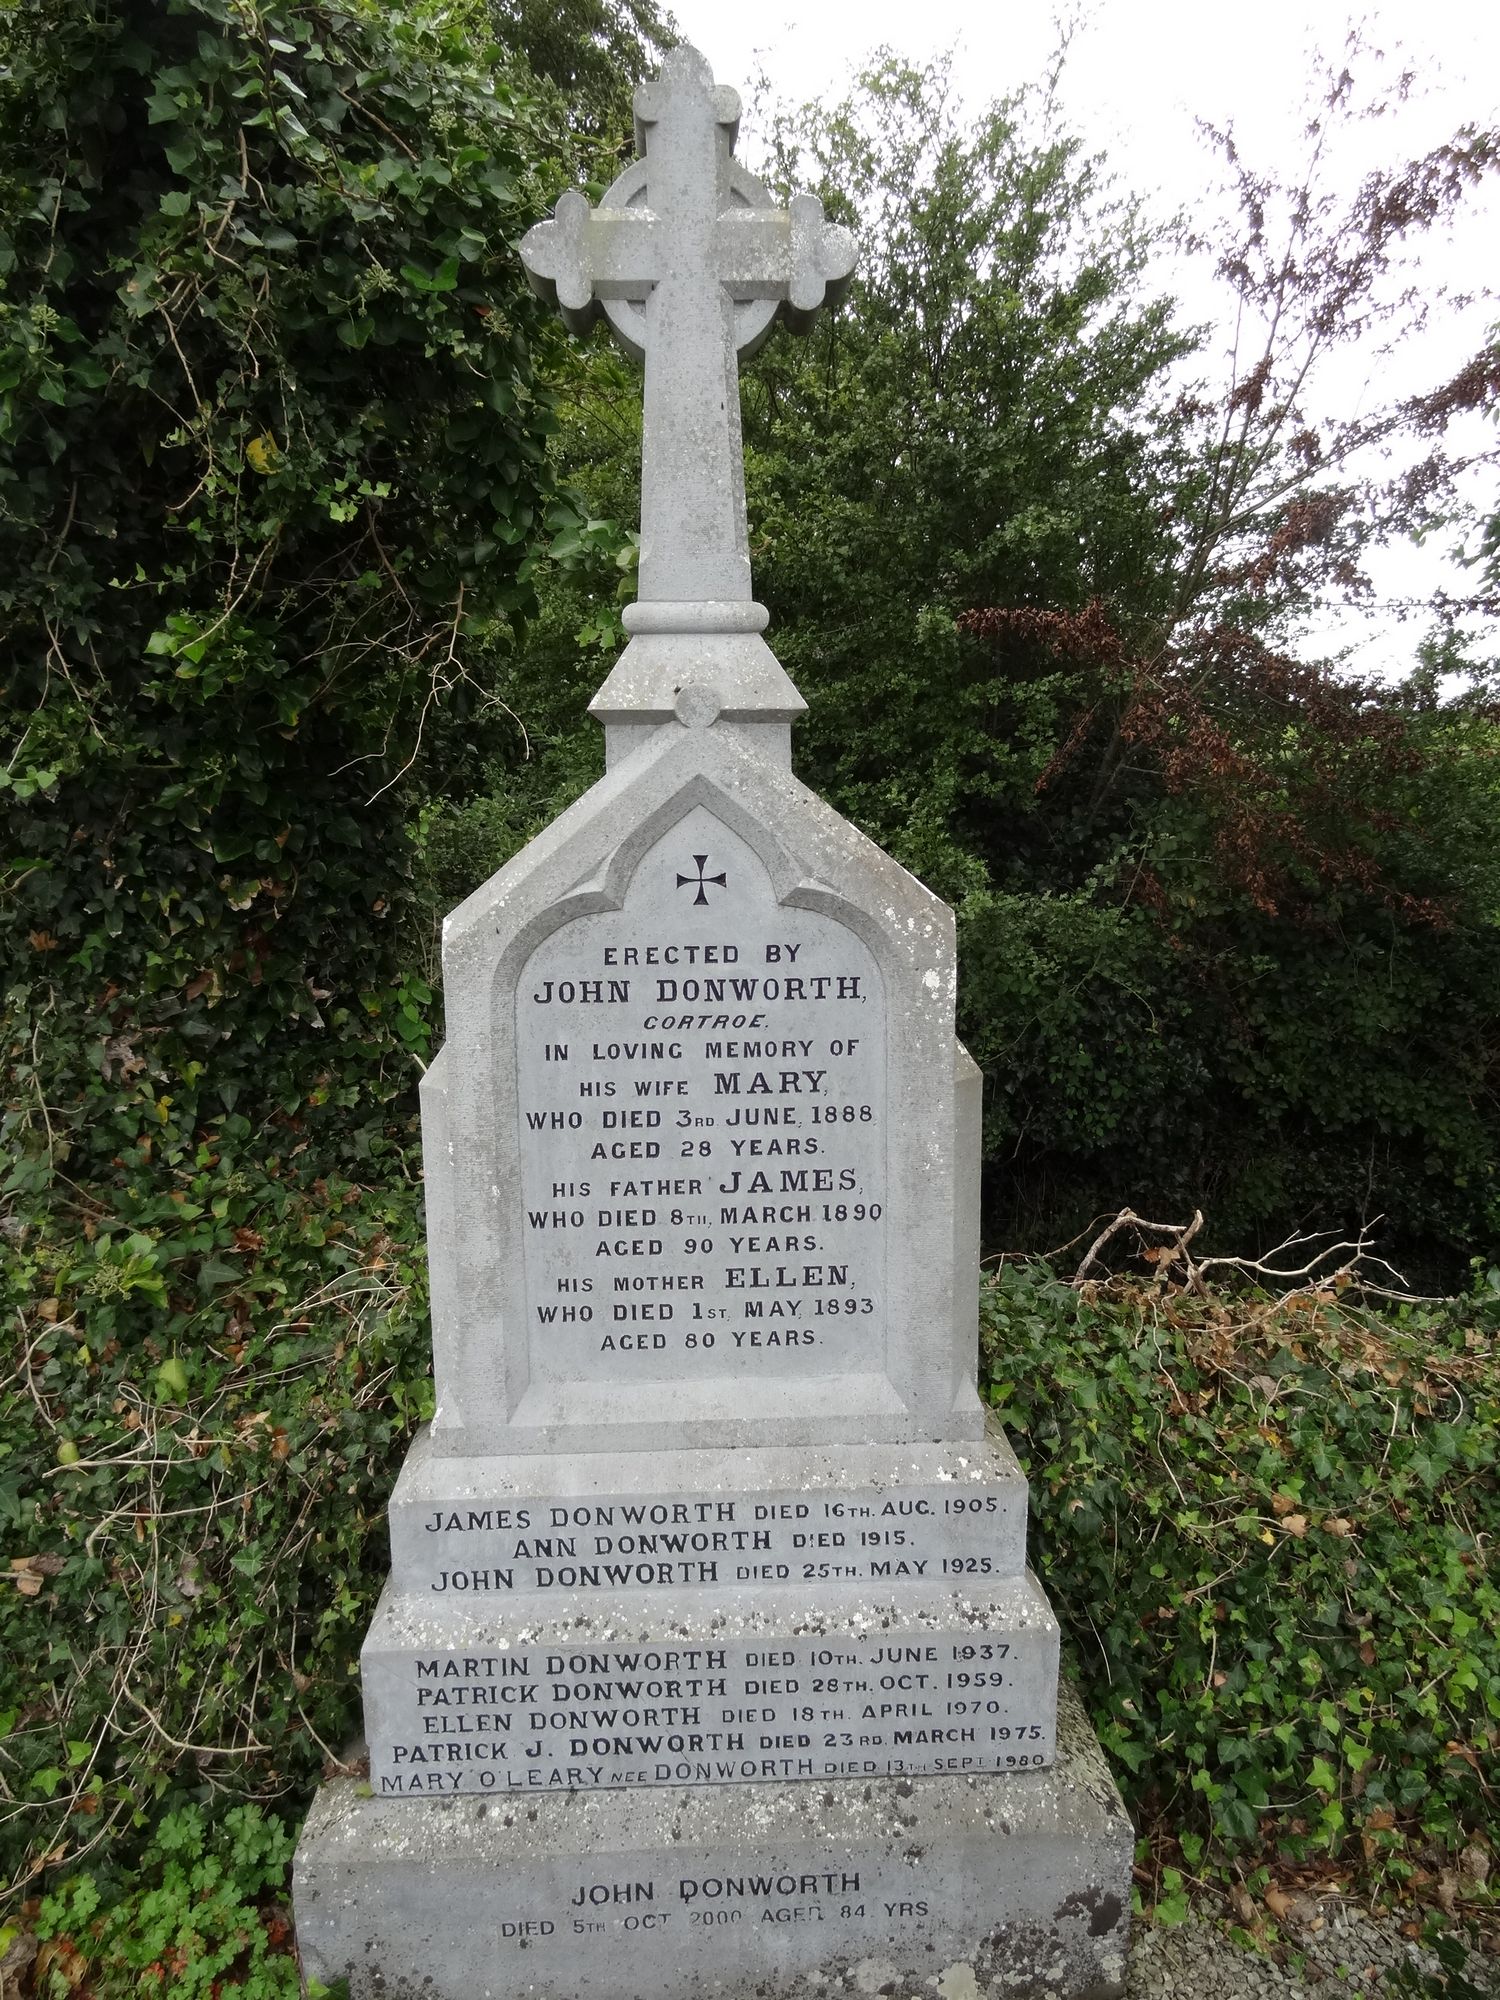 ERECTED BY
JOHN DONWORTH,
GORTROE.
IN LOVING MEMORY OF
HIS WIFE MARY,
WHO DIED 3RD JUNE, 1888
AGED 28 YEARS.
HIS FATHER JAMES,
WHO DIED 8TH, MARCH 1890
AGED 90 YEARS.
HIS MOTHER ELLEN,
WHO DIED 1ST, MAY, 1893
AGED 80 YEARS.
JAMES DONWORTH DIED 16TH. AUG. 1905.
ANN DONWORTH DIED 1915.
JOHN DONWORTH DIED 25TH. MAY 1925.
MARTIN DONWORTH DIED 10TH. JUNE 1937.
PATRICK DONWORTH DIED 28TH. OCT. 1959.
ELLEN DONWORTH DIED 18TH. APRIL 1970.
PATRICK J. DONWORTH DIED 23RD. MARCH 1975.
MARY O'LEARY NEE DONWORTH DIED 13TH SEPT. 1980
JOHN DONWORTH
DIED 5TH OCT 2000 AGED 84 YRS